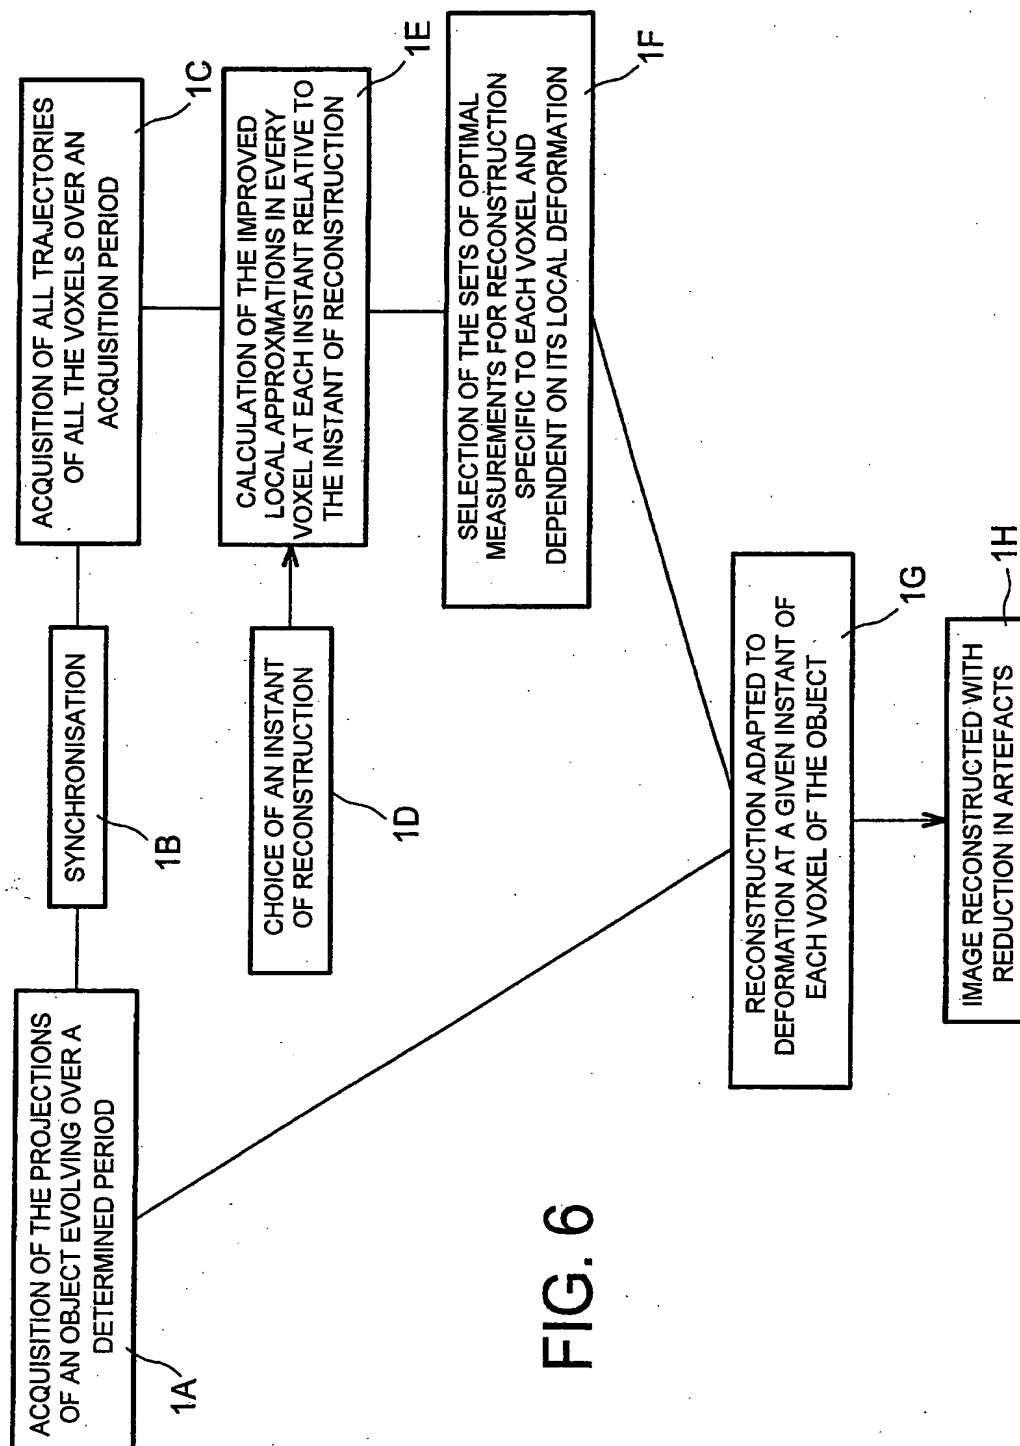 ACQUISITION OF THE PROJECTIONS
OF AN OBJECT EVOLVING OVER A
DETERMINED PERIOD
1A
SYNCHRONISATION
1B
ACQUISITION OF ALL TRAJECTORIES
OF ALL THE VOXELS OVER AN
ACQUISITION PERIOD
1C
CHOICE OF AN INSTANT
OF RECONSTRUCTION
1D
CALCULATION OF THE IMPROVED
LOCAL APPROXMATIONS IN EVERY
VOXEL AT EACH INSTANT RELATIVE TO
THE INSTANT OF RECONSTRUCTION
1E
SELECTION OF THE SETS OF OPTIMAL
MEASUREMENTS FOR RECONSTRUCTION
SPECIFIC TO EACH VOXEL AND
DEPENDENT ON ITS LOCAL DEFORMATION
1F
RECONSTRUCTION ADAPTED TO
DEFORMATION AT A GIVEN INSTANT OF
EACH VOXEL OF THE OBJECT
1G
IMAGE RECONSTRUCTED WITH
REDUCTION IN ARTEFACTS
1H
FIG. 6